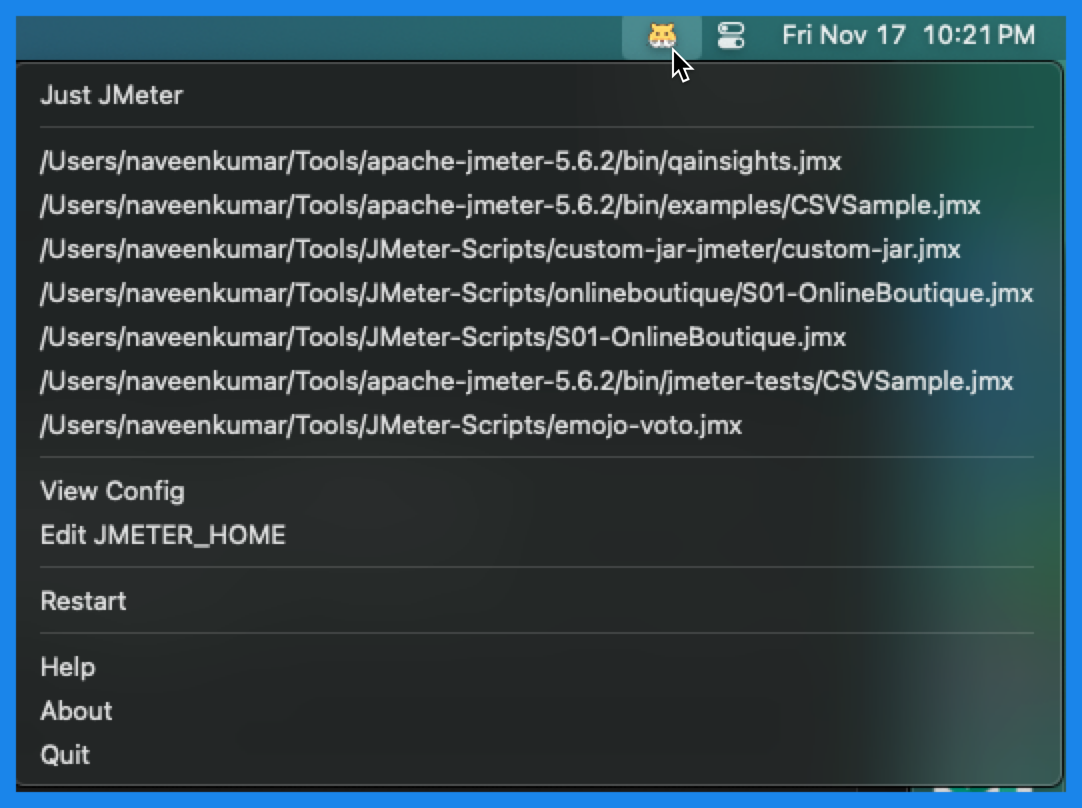 Fri Nov 17 10:21 PM
Just JMeter
/Users/naveenkumar/Tools/apache-jmeter-5.6.2/bin/qainsights.jmx
/Users/naveenkumar/Tools/apache-jmeter-5.6.2/bin/examples/CSVSample.jmx
/Users/naveenkumar/Tools/JMeter-Scripts/custom-jar-jmeter/custom-jar.jmx
/Users/naveenkumar/Tools/JMeter-Scripts/onlineboutique/S01-OnlineBoutique.jmx
/Users/naveenkumar/Tools/JMeter-Scripts/S01-OnlineBoutique.jmx
/Users/naveenkumar/Tools/apache-jmeter-5.6.2/bin/jmeter-tests/CSVSample.jmx
/Users/naveenkumar/Tools/JMeter-Scripts/emojo-voto.jmx
View Config
Edit JMETER_HOME
Restart
Help
About
Quit